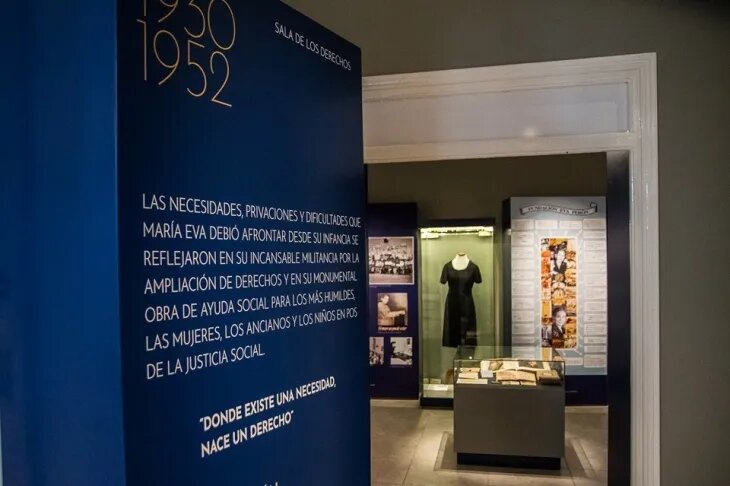 1930
1952
SALA DE LOS DERECHOS
LAS NECESIDADES, PRIVACIONES Y DIFICULTADES QUE
MARÍA EVA DEBIÓ AFRONTAR DESDE SU INFANCIA SE
REFLEJARON EN SU INCANSABLE MILITANCIA POR LA
AMPLIACIÓN DE DERECHOS Y EN SU MONUMENTAL
OBRA DE AYUDA SOCIAL PARA LOS MÁS HUMILDES,
LAS MUJERES, LOS ANCIANOS Y LOS NIÑOS EN POS
DE LA JUSTICIA SOCIAL.
"DONDE EXISTE UNA NECESIDAD,
NACE UN DERECHO"
FUNDACIÓN EVA PERÓN